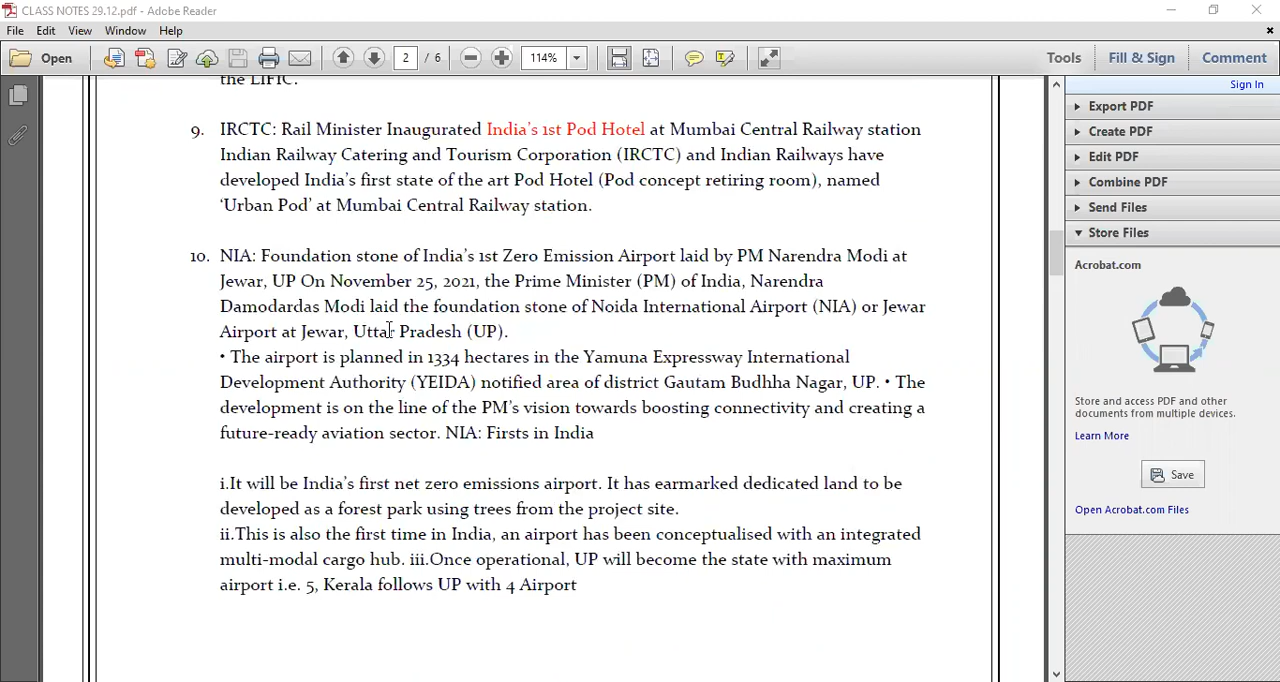 CLASS NOTES 29.12.pdf - Adobe Reader
File Edit View Window Help
Open 2 / 6 114% Tools Fill & Sign Comment
Sign In
the LIFIC.
9. IRCTC: Rail Minister Inaugurated India's 1st Pod Hotel at Mumbai Central Railway station
Indian Railway Catering and Tourism Corporation (IRCTC) and Indian Railways have
developed India's first state of the art Pod Hotel (Pod concept retiring room), named
‘Urban Pod’ at Mumbai Central Railway station.
10. NIA: Foundation stone of India's 1st Zero Emission Airport laid by PM Narendra Modi at
Jewar, UP On November 25, 2021, the Prime Minister (PM) of India, Narendra
Damodardas Modi laid the foundation stone of Noida International Airport (NIA) or Jewar
Airport at Jewar, Uttar Pradesh (UP).
• The airport is planned in 1334 hectares in the Yamuna Expressway International
Development Authority (YEIDA) notified area of district Gautam Budhha Nagar, UP. • The
development is on the line of the PM's vision towards boosting connectivity and creating a
future-ready aviation sector. NIA: Firsts in India
i.It will be India's first net zero emissions airport. It has earmarked dedicated land to be
developed as a forest park using trees from the project site.
ii.This is also the first time in India, an airport has been conceptualised with an integrated
multi-modal cargo hub. iii.Once operational, UP will become the state with maximum
airport i.e. 5, Kerala follows UP with 4 Airport
Export PDF
Create PDF
Edit PDF
Combine PDF
Send Files
Store Files
Acrobat.com
Store and access PDF and other
documents from multiple devices.
Learn More
Save
Open Acrobat.com Files